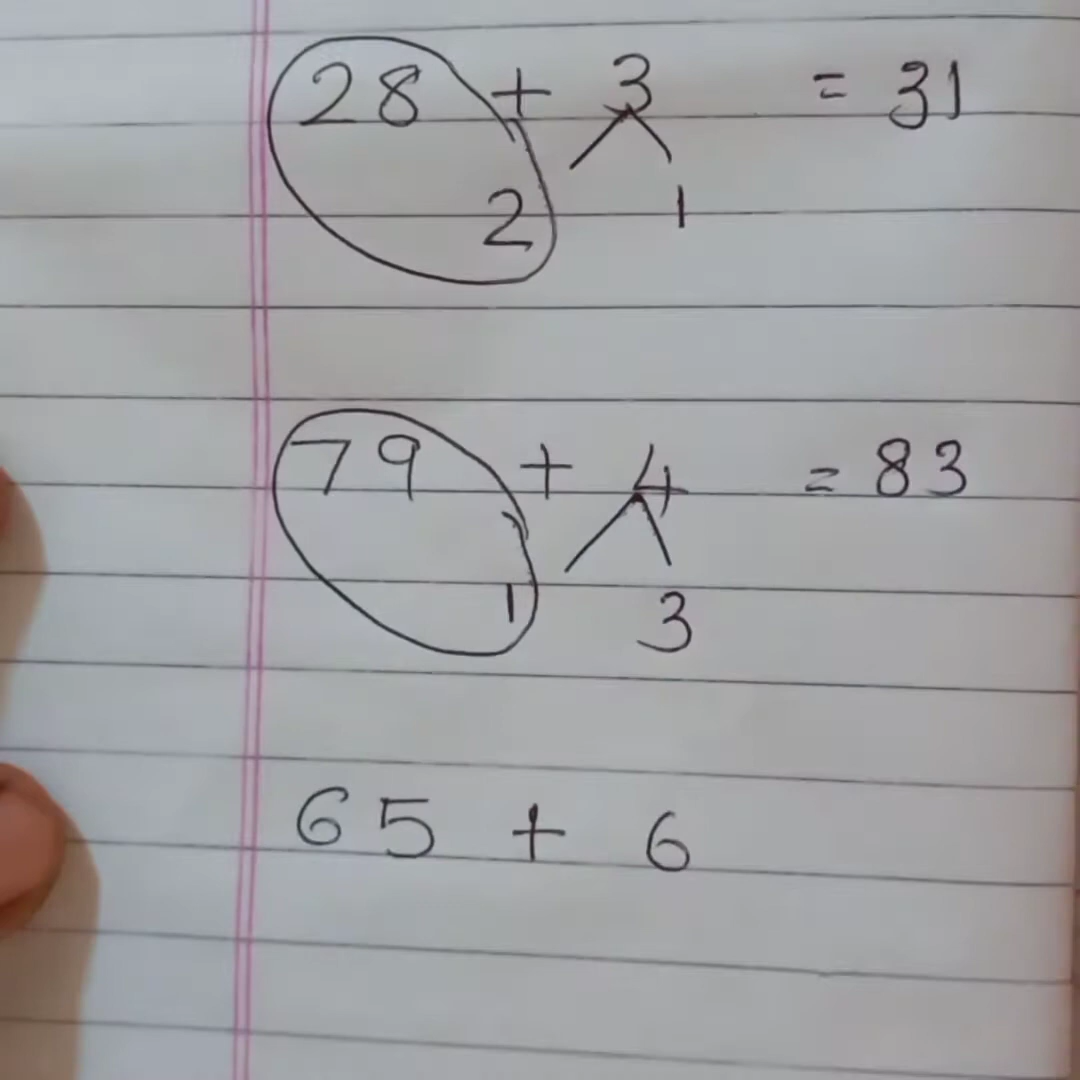 28 + 3 = 31
2 1
79 + 4 = 83
1 3
65 + 6